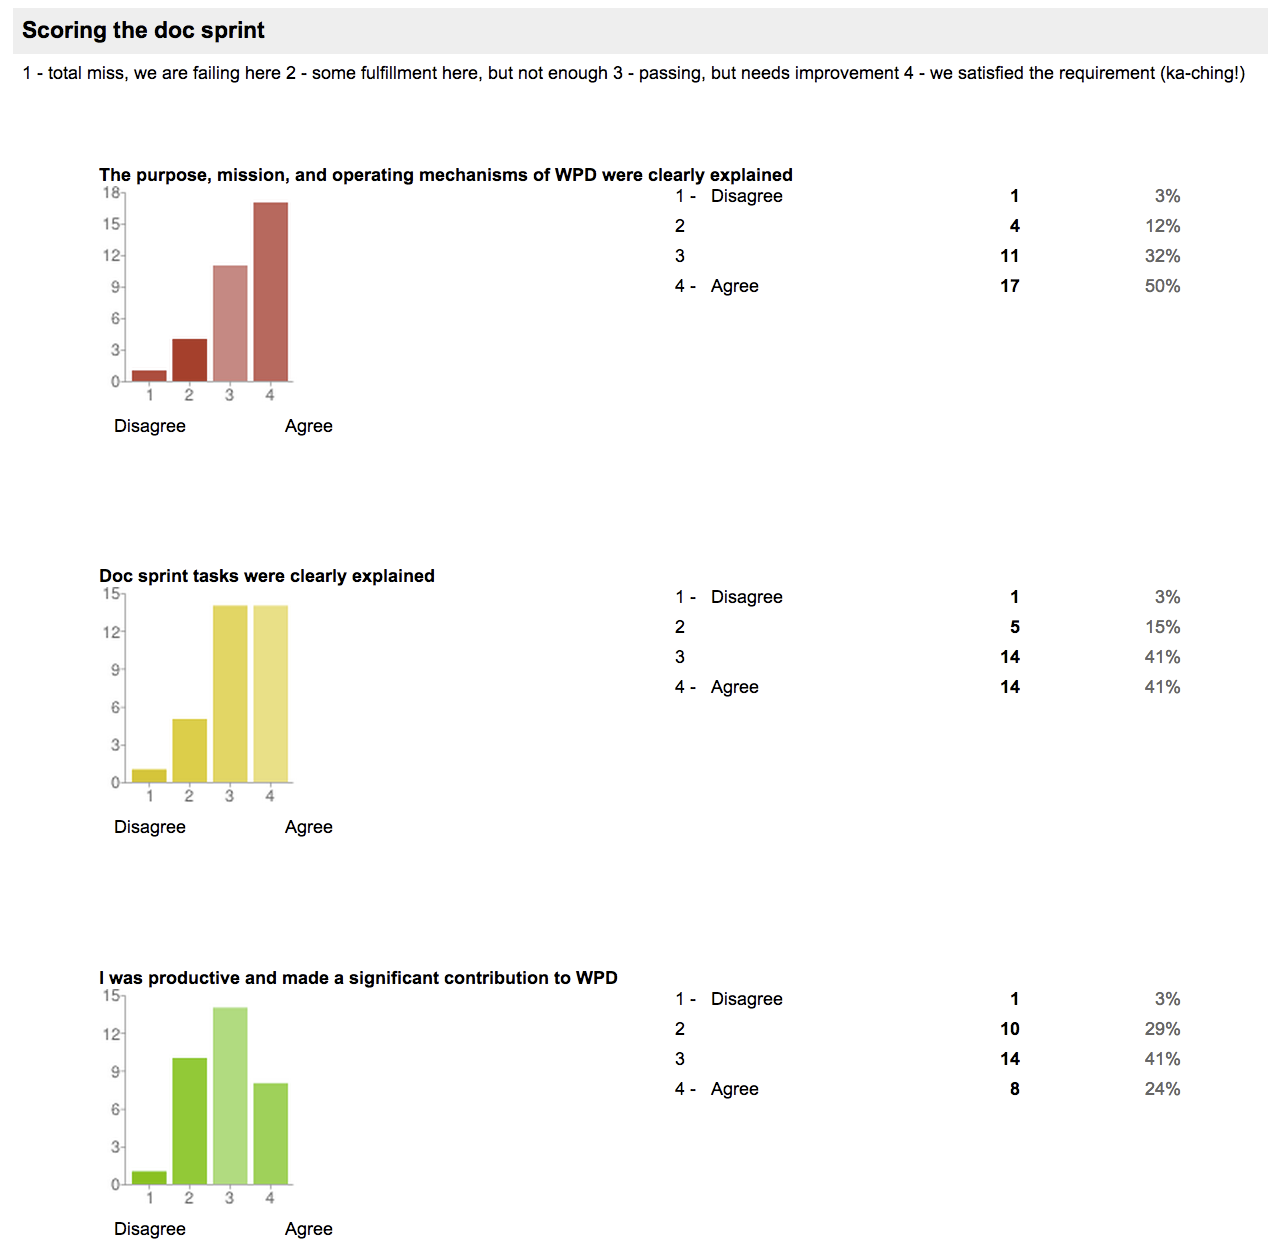 Scoring the doc sprint
1 - total miss, we are failing here 2 - some fulfillment here, but not enough 3 - passing, but needs improvement 4 - we satisfied the requirement (ka-ching!)
The purpose, mission, and operating mechanisms of WPD were clearly explained
18
15
12
9
6
3
0
1 2 3 4
Disagree Agree
1 - Disagree 1 3%
2 4 12%
3 11 32%
4 - Agree 17 50%
Doc sprint tasks were clearly explained
15
12
9
6
3
0
1 2 3 4
Disagree Agree
1 - Disagree 1 3%
2 5 15%
3 14 41%
4 - Agree 14 41%
I was productive and made a significant contribution to WPD
15
12
9
6
3
0
1 2 3 4
Disagree Agree
1 - Disagree 1 3%
2 10 29%
3 14 41%
4 - Agree 8 24%